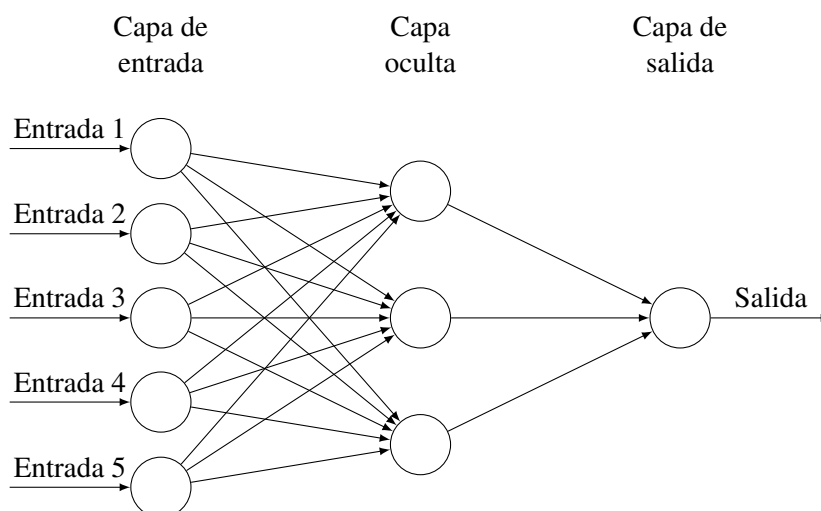 Capa de
entrada
Capa
oculta
Capa de
salida
Entrada 1
Entrada 2
Entrada 3
Entrada 4
Entrada 5
Salida